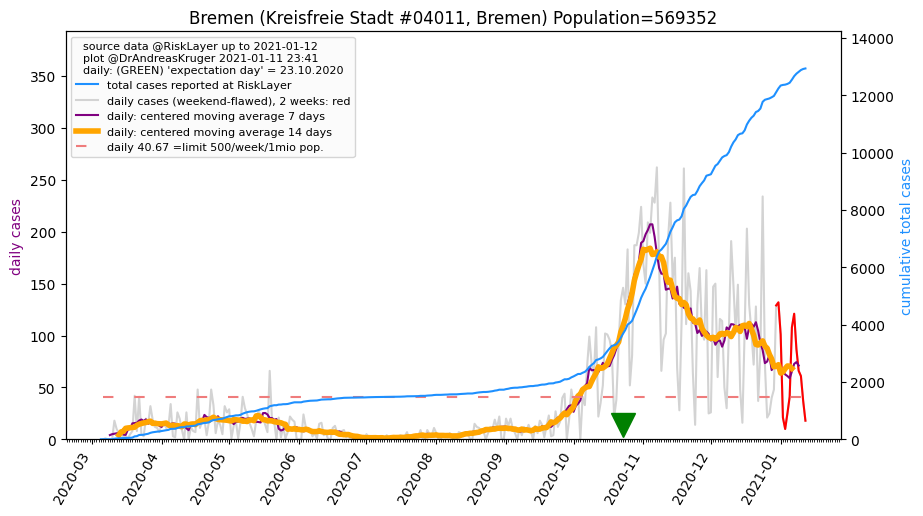 Bremen (Kreisfreie Stadt #04011, Bremen) Population=569352
source data @RiskLayer up to 2021-01-12
plot @DrAndreasKruger 2021-01-11 23:41
daily: (GREEN) 'expectation day' = 23.10.2020
total cases reported at RiskLayer
daily cases (weekend-flawed), 2 weeks: red
daily: centered moving average 7 days
daily: centered moving average 14 days
daily 40.67 =limit 500/week/1mio pop.
daily cases
350
300
250
200
150
100
50
0
14000
12000
10000
8000
6000
4000
2000
0
cumulative total cases
2020-03
2020-04
2020-05
2020-06
2020-07
2020-08
2020-09
2020-10
2020-11
2020-12
2021-01